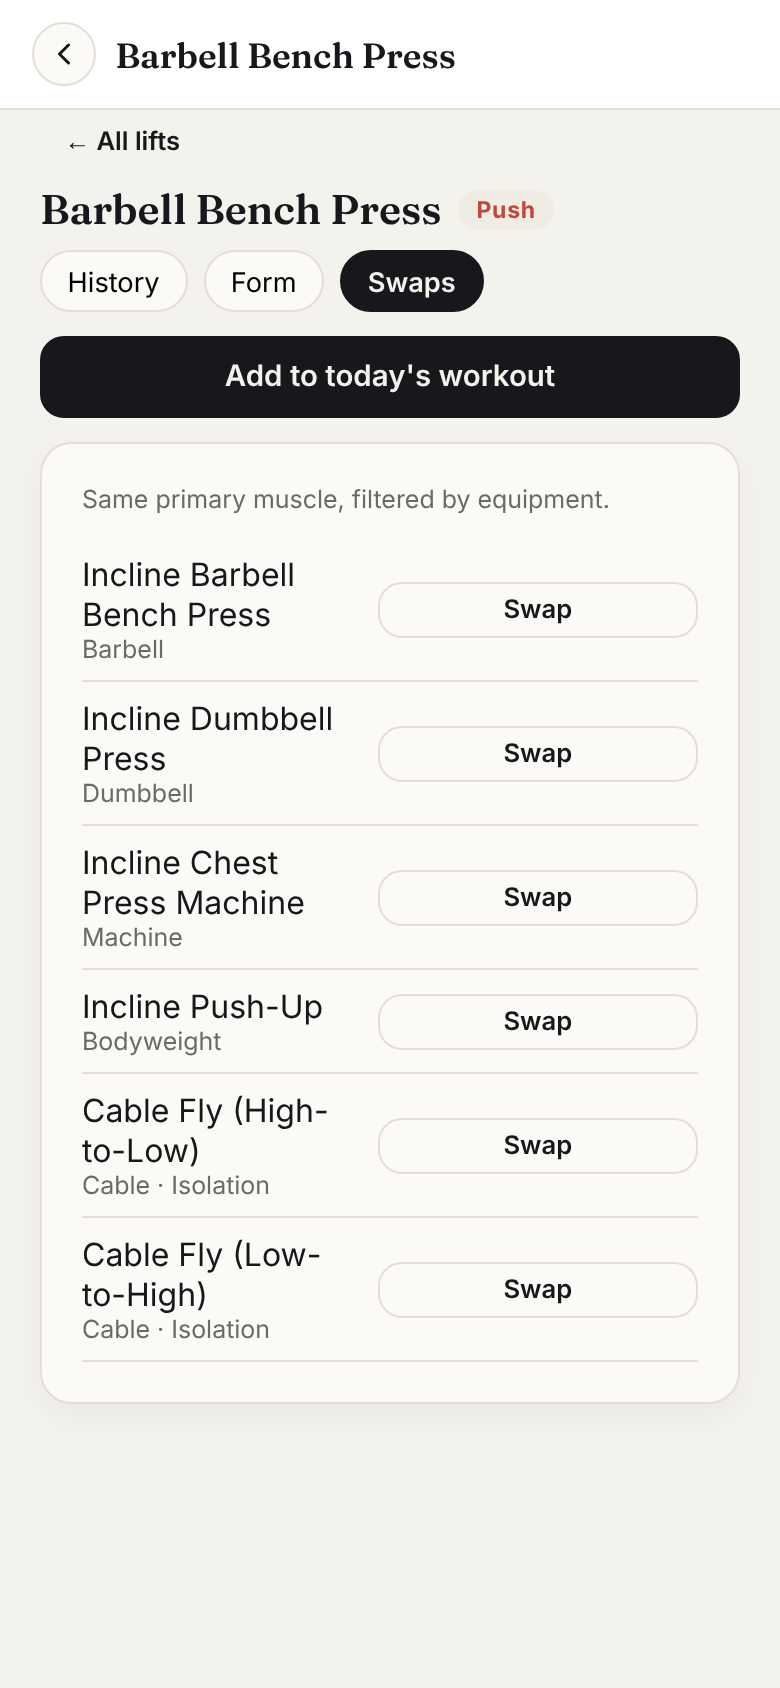 Barbell Bench Press
← All lifts
Barbell Bench Press Push
History Form Swaps
Add to today's workout
Same primary muscle, filtered by equipment.
Incline Barbell
Bench Press
Barbell
Swap
Incline Dumbbell
Press
Dumbbell
Swap
Incline Chest
Press Machine
Machine
Swap
Incline Push-Up
Bodyweight
Swap
Cable Fly (High-
to-Low)
Cable · Isolation
Swap
Cable Fly (Low-
to-High)
Cable · Isolation
Swap